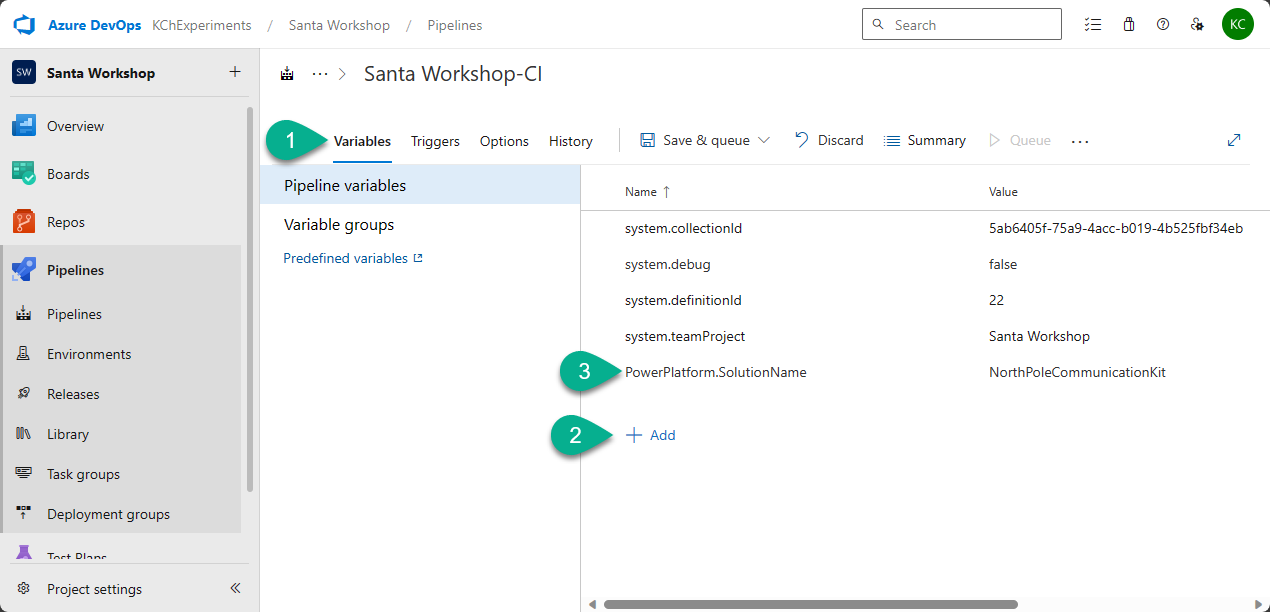 Azure DevOps KChExperiments / Santa Workshop / Pipelines Search KC
SW Santa Workshop +
Santa Workshop-CI
Overview
Boards
Repos
Pipelines
Pipelines
Environments
Releases
Library
Task groups
Deployment groups
Test Plans
Project settings
1 Variables Triggers Options History Save & queue Discard Summary Queue ...
Pipeline variables
Variable groups
Predefined variables
Name ↑ Value
system.collectionId 5ab6405f-75a9-4acc-b019-4b525fbf34eb
system.debug false
system.definitionId 22
system.teamProject Santa Workshop
3 PowerPlatform.SolutionName NorthPoleCommunicationKit
2 + Add